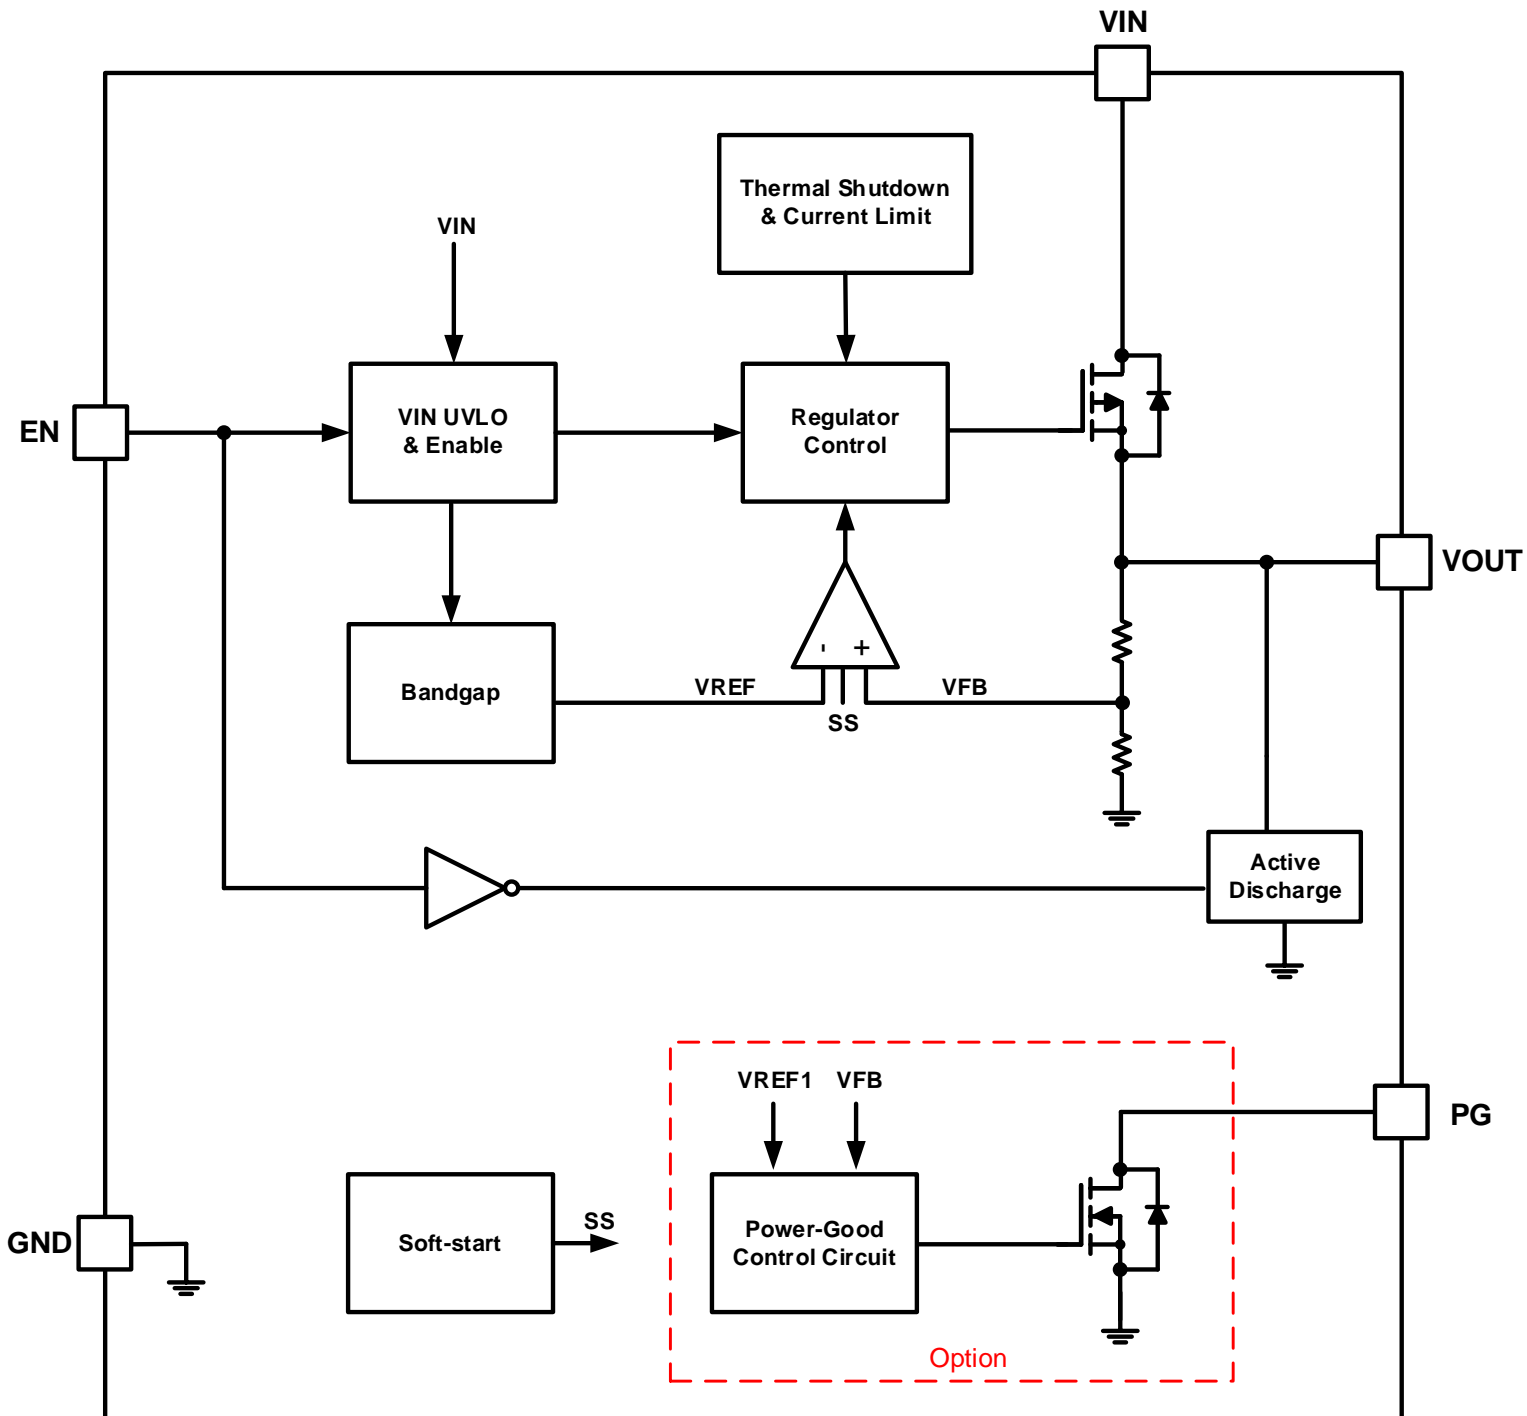 VIN
Thermal Shutdown
& Current Limit
VIN
EN
VIN UVLO
& Enable
Regulator
Control
VOUT
- +
Bandgap
VREF
VFB
SS
Active
Discharge
VREF1 VFB
PG
GND
Soft-start
SS
Power-Good
Control Circuit
Option